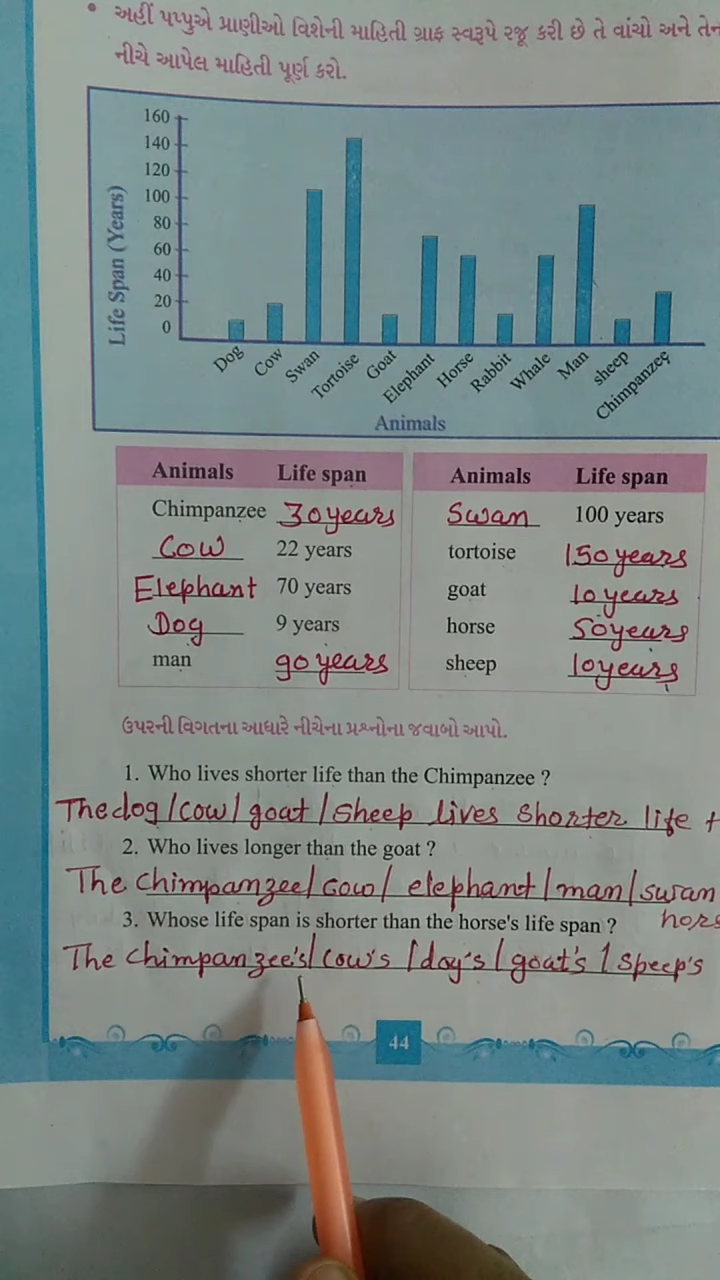 • અહીં પપ્પુએ પ્રાણીઓ વિશેની માહિતી ગ્રાફ સ્વરૂપે રજૂ કરી છે તે વાંચો અને
નીચે આપેલ માહિતી પૂર્ણ કરો.
160
140
120
100
80
60
40
20
0
Life Span (Years)
Dog Cow Swan Tortoise Goat Elephant Horse Rabbit Whale Man sheep Chimpanzee
Animals
Animals Life span
Chimpanzee 30 years
Cow 22 years
Elephant 70 years
Dog 9 years
man 90 years
Animals Life span
Swan 100 years
tortoise 150 years
goat 10 years
horse 50 years
sheep 10 years
ઉપરની વિગતના આધારે નીચેના પ્રશ્નોના જવાબો આપો.
1. Who lives shorter life than the Chimpanzee ?
The dog / cow / goat / sheep lives shorter life
2. Who lives longer than the goat ?
The chimpanzee / cow / elephant / man / swan
hors
3. Whose life span is shorter than the horse's life span ?
The chimpanzee's / cow's / dog's / goat's / speep's
44